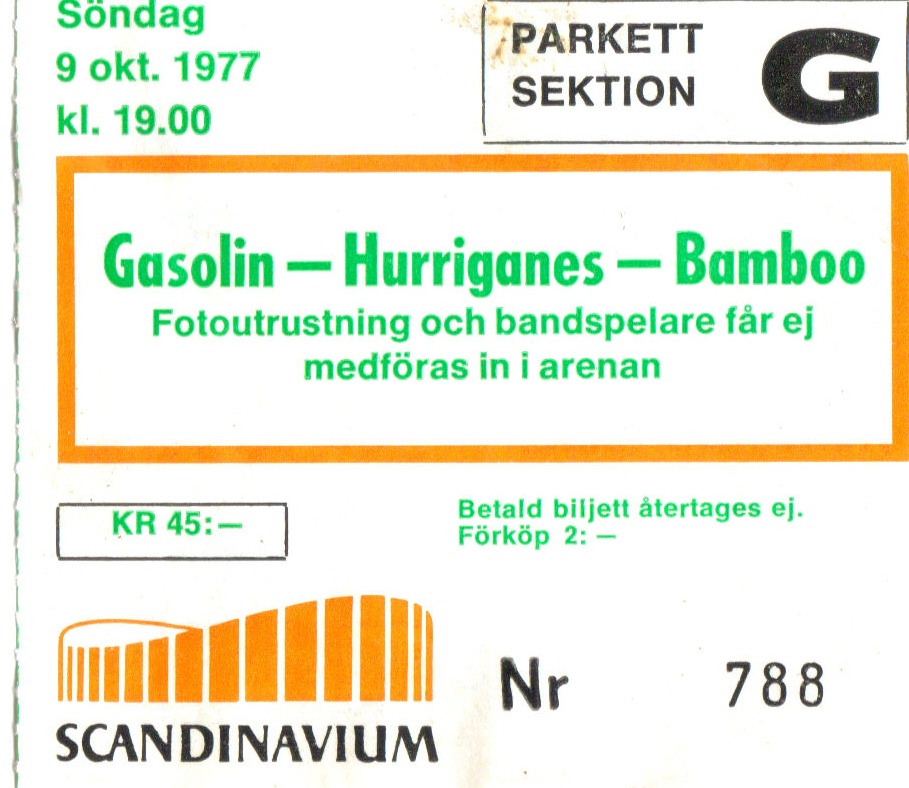 Söndag
9 okt. 1977
kl. 19.00
PARKETT
SEKTION
G
Gasolin — Hurriganes — Bamboo
Fotoutrustning och bandspelare får ej
medföras in i arenan
KR 45:—
Betald biljett återtages ej.
Förköp 2: —
SCANDINAVIUM
Nr 788